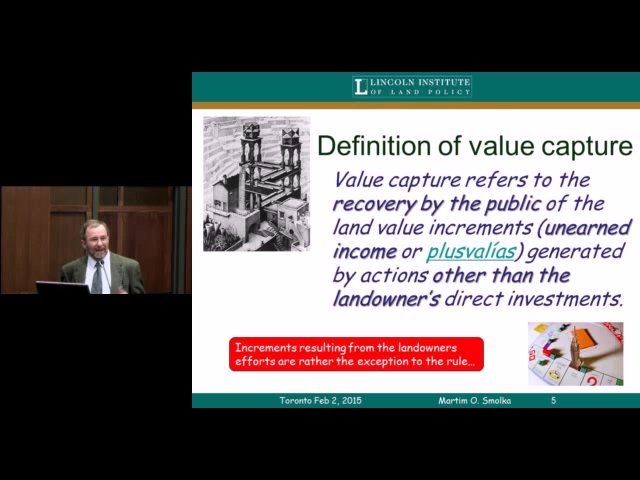 LINCOLN INSTITUTE
OF LAND POLICY
Definition of value capture
Value capture refers to the
recovery by the public of the
land value increments (unearned
income or plusvalías) generated
by actions other than the
landowner's direct investments.
Increments resulting from the landowners
efforts are rather the exception to the rule...
Toronto Feb 2, 2015
Martim O. Smolka
5